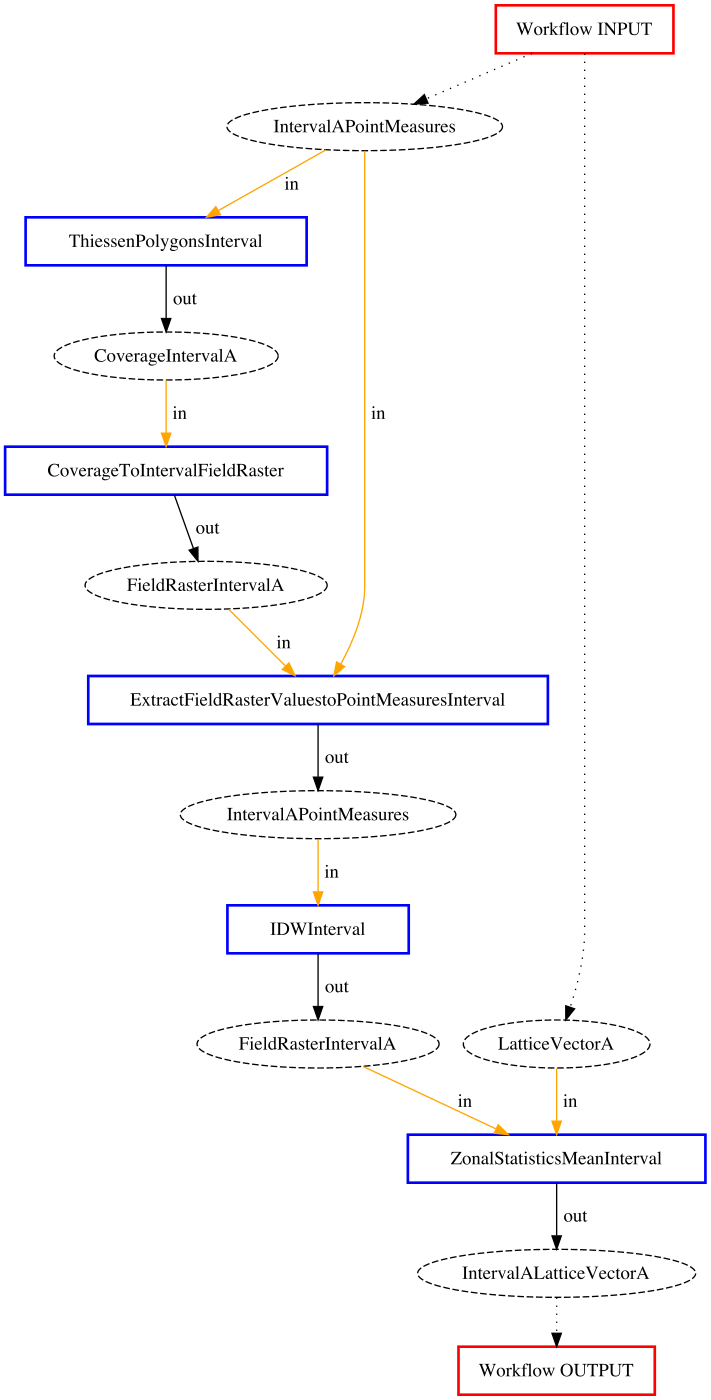 Workflow INPUT
IntervalAPointMeasures
in
ThiessenPolygonsInterval
out
CoverageIntervalA
in
in
CoverageToIntervalFieldRaster
out
FieldRasterIntervalA
in
ExtractFieldRasterValuestoPointMeasuresInterval
out
IntervalAPointMeasures
in
IDWInterval
out
FieldRasterIntervalA
LatticeVectorA
in
in
ZonalStatisticsMeanInterval
out
IntervalALatticeVectorA
Workflow OUTPUT